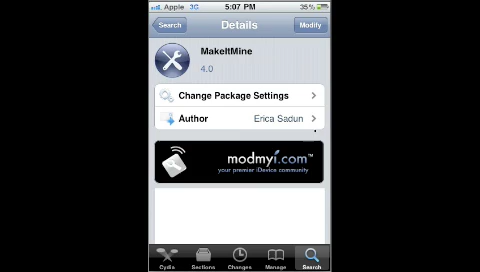 Apple 3G 5:07 PM 35%
Search Details Modify
MakeItMine
4.0
Change Package Settings
Author Erica Sadun
modmyi.com™
your premier iDevice community
Cydia Sections Changes Manage Search